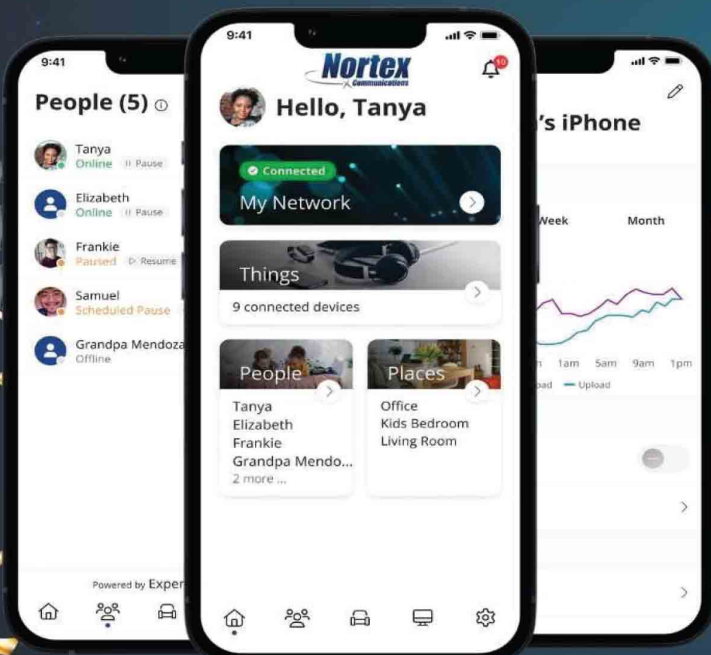 9:41
People (5)
Tanya
Online
Pause
Elizabeth
Online
Pause
Frankie
Paused
Resume
Samuel
Scheduled Pause
Grandpa Mendoza
Offline
Powered by Exper
9:41
Nortex
Communications
10
Hello, Tanya
Connected
My Network
Things
9 connected devices
People
Tanya
Elizabeth
Frankie
Grandpa Mendo...
2 more ...
Places
Office
Kids Bedroom
Living Room
's iPhone
Week
Month
1am
5am
9am
1pm
Upload